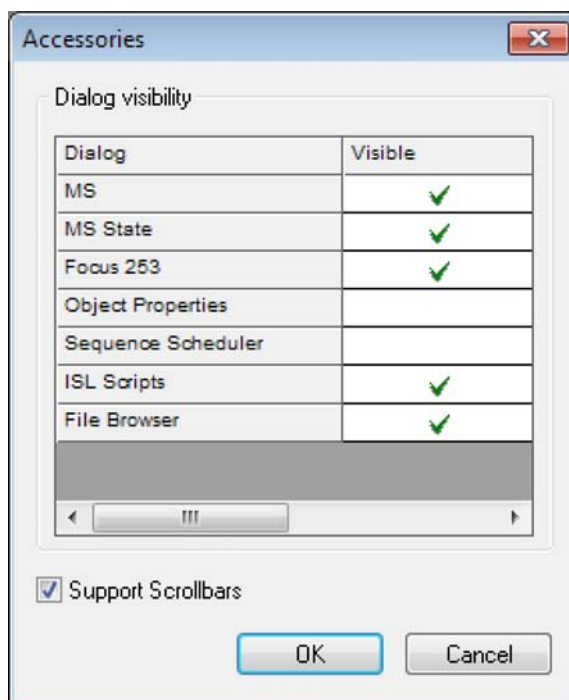 Accessories
Dialog visibility
Dialog Visible
MS
MS State
Focus 253
Object Properties
Sequence Scheduler
ISL Scripts
File Browser
Support Scrollbars
OK Cancel